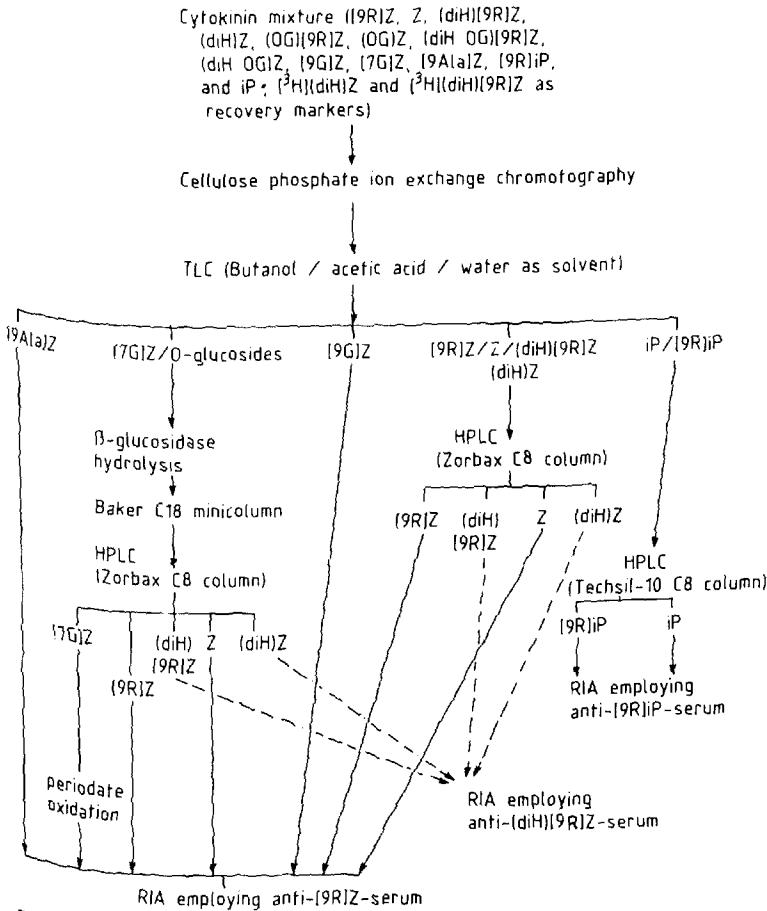 Cytokinin mixture ([9R]Z, Z, (diH)[9R]Z,
(diH)Z, (OG)[9R]Z, (OG)Z, (diH OG)[9R]Z,
(diH OG)Z, [9G]Z, [7G]Z, [9Ala]Z, [9R]iP,
and iP; [³H](diH)Z and [³H](diH)[9R]Z as
recovery markers)
Cellulose phosphate ion exchange chromotography
TLC (Butanol / acetic acid / water as solvent)
[9Ala]Z
[7G]Z/O-glucosides
[9G]Z
[9R]Z/Z/(diH)[9R]Z
(diH)Z
iP/[9R]iP
β-glucosidase
hydrolysis
Baker C18 minicolumn
HPLC
(Zorbax C8 column)
[7G]Z
[9R]Z
(diH)
[9R]Z
Z
(diH)Z
periodate
oxidation
HPLC
(Zorbax C8 column)
[9R]Z
(diH)
[9R]Z
Z
(diH)Z
HPLC
(Techsil-10 C8 column)
[9R]iP
iP
RIA employing
anti-[9R]iP-serum
RIA employing
anti-(diH)[9R]Z-serum
RIA employing anti-[9R]Z-serum